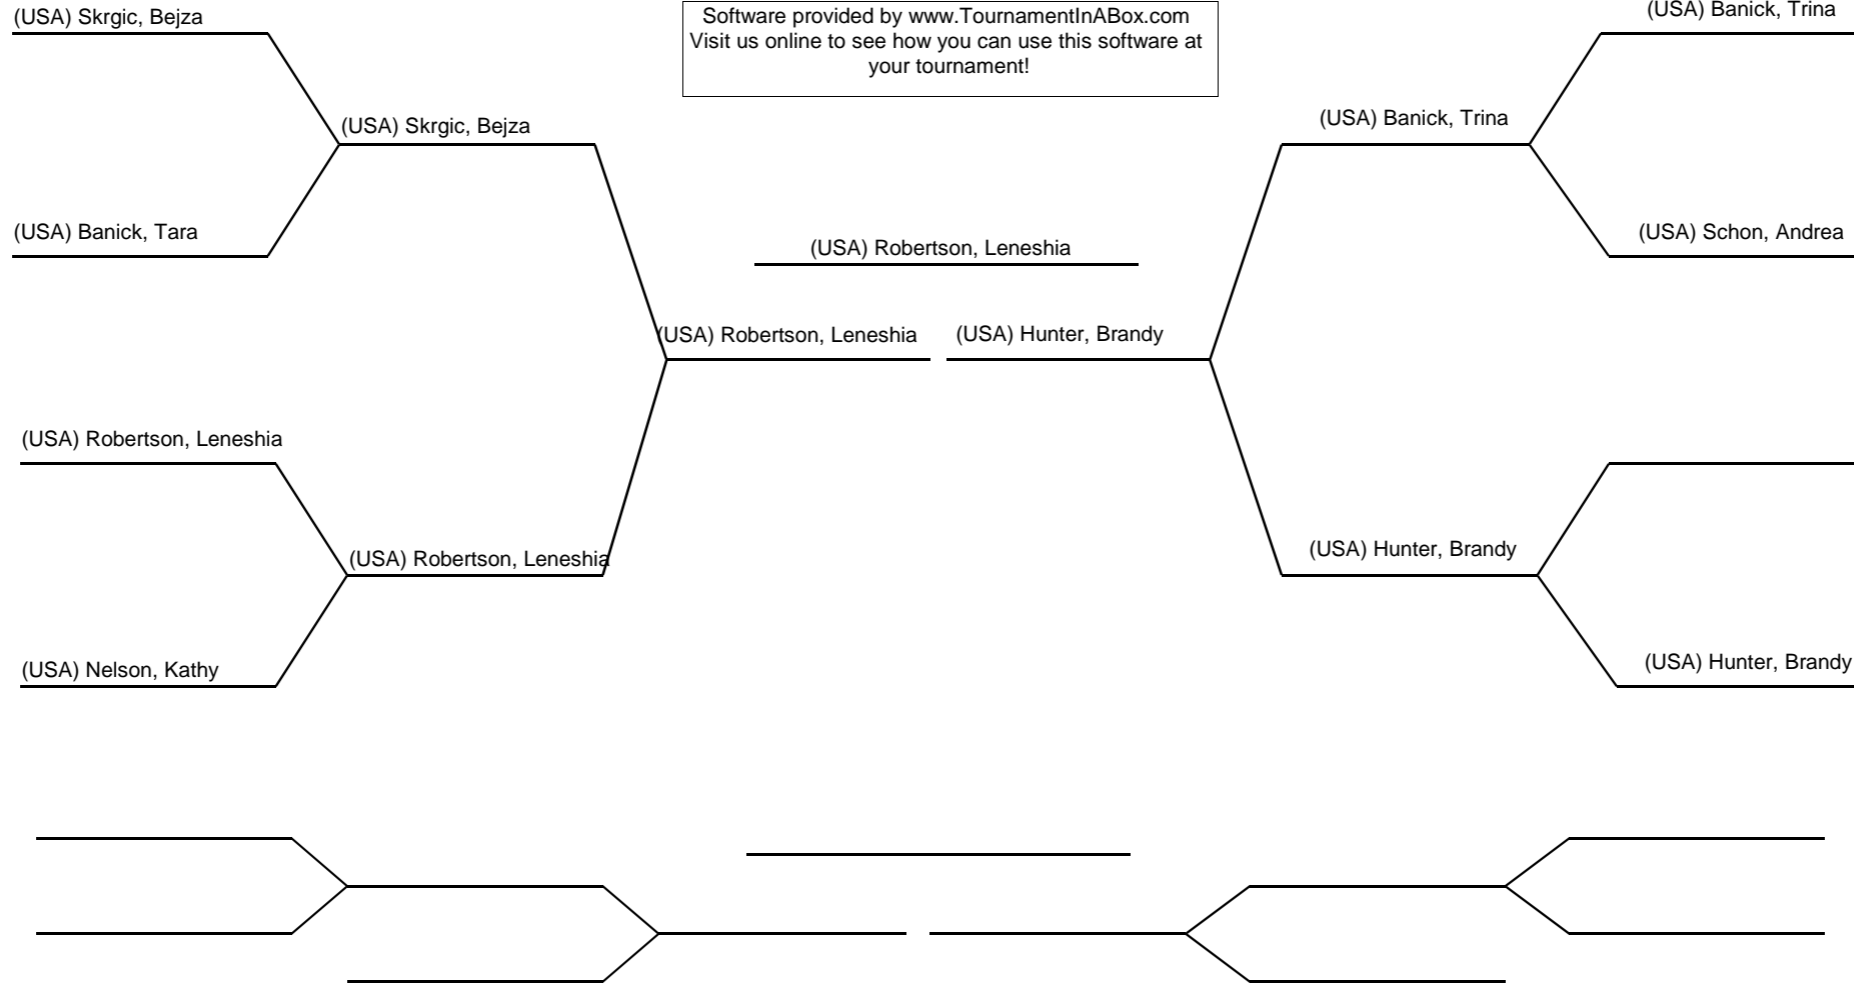 (USA) Skrgic, Bejza
Software provided by www.TournamentInABox.com
Visit us online to see how you can use this software at
your tournament!
(USA) Banick, Trina
(USA) Skrgic, Bejza
(USA) Banick, Trina
(USA) Banick, Tara
(USA) Robertson, Leneshia
(USA) Schon, Andrea
(USA) Robertson, Leneshia
(USA) Hunter, Brandy
(USA) Robertson, Leneshia
(USA) Robertson, Leneshia
(USA) Hunter, Brandy
(USA) Nelson, Kathy
(USA) Hunter, Brandy